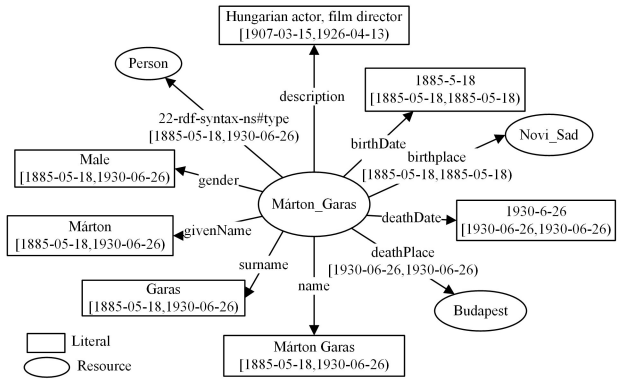 Hungarian actor, film director
[1907-03-15,1926-04-13)
Person
description
1885-5-18
[1885-05-18,1885-05-18)
22-rdf-syntax-ns#type
[1885-05-18,1930-06-26)
birthDate
Novi_Sad
birthplace
[1885-05-18,1885-05-18)
Male
[1885-05-18,1930-06-26)
gender
Márton_Garas
deathDate
1930-6-26
[1930-06-26,1930-06-26)
Márton
[1885-05-18,1930-06-26)
givenName
deathPlace
[1930-06-26,1930-06-26)
surname
name
Garas
[1885-05-18,1930-06-26)
Budapest
Márton Garas
[1885-05-18,1930-06-26)
Literal
Resource